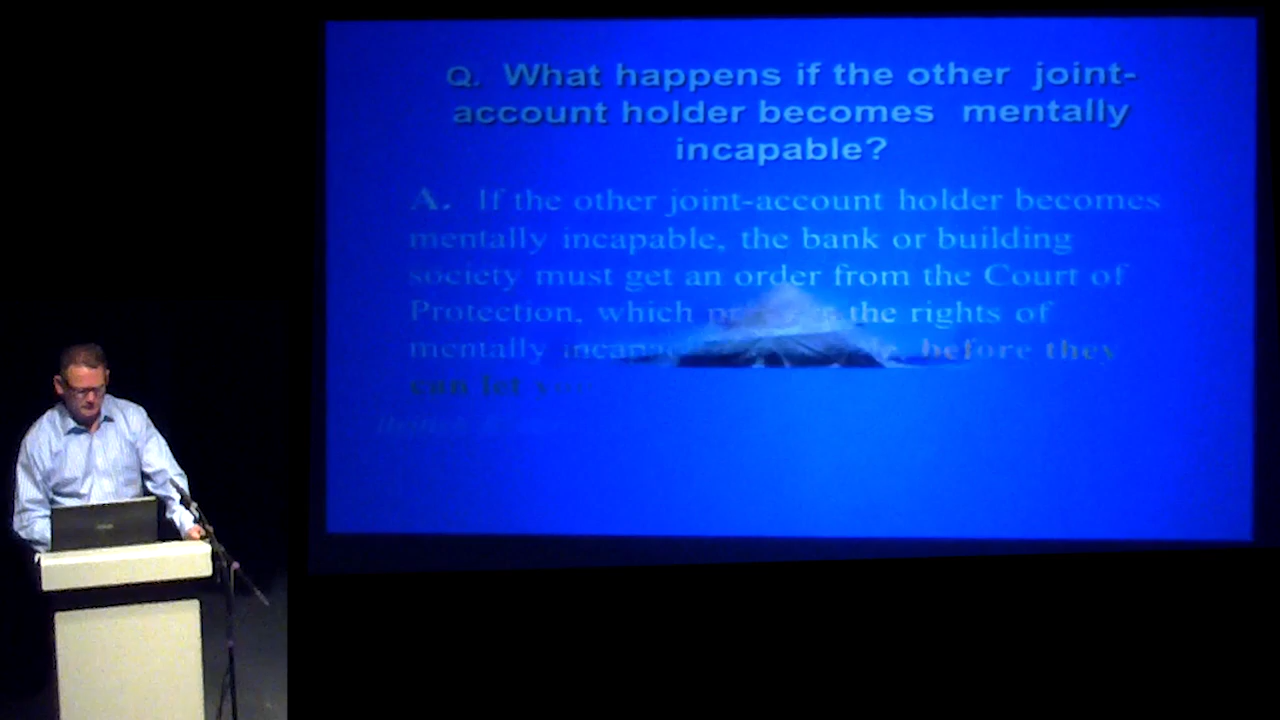 Q. What happens if the other joint-
account holder becomes mentally
incapable?
A. If the other joint-account holder becomes
mentally incapable, the bank or building
society must get an order from the Court of
Protection, which the rights of
mentally before they
can let